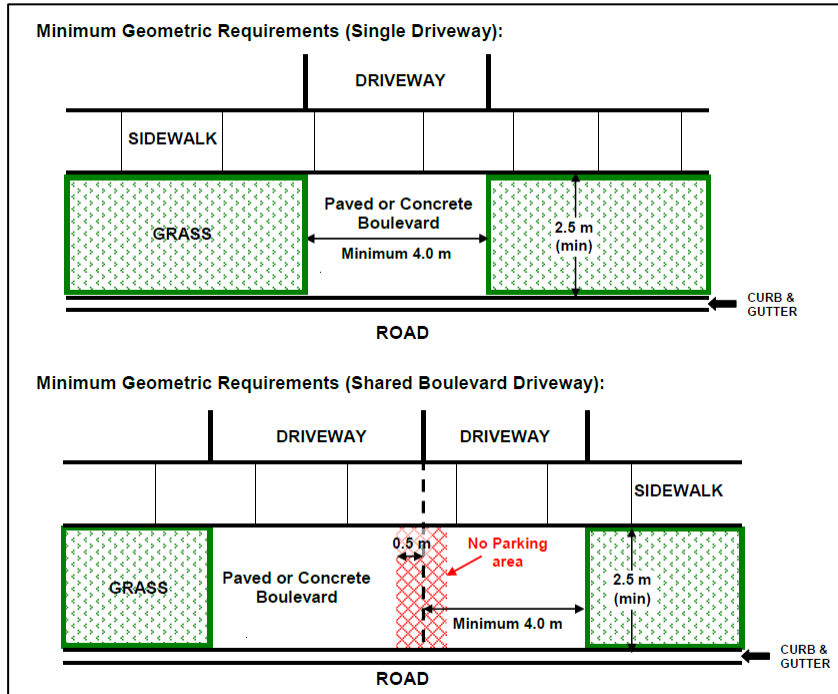 Minimum Geometric Requirements (Single Driveway):
DRIVEWAY
SIDEWALK
Paved or Concrete
Boulevard
GRASS
2.5 m
(min)
Minimum 4.0 m
CURB &
GUTTER
ROAD
Minimum Geometric Requirements (Shared Boulevard Driveway):
DRIVEWAY
DRIVEWAY
SIDEWALK
0.5 m
No Parking
area
GRASS
Paved or Concrete
Boulevard
2.5 m
(min)
Minimum 4.0 m
CURB &
GUTTER
ROAD